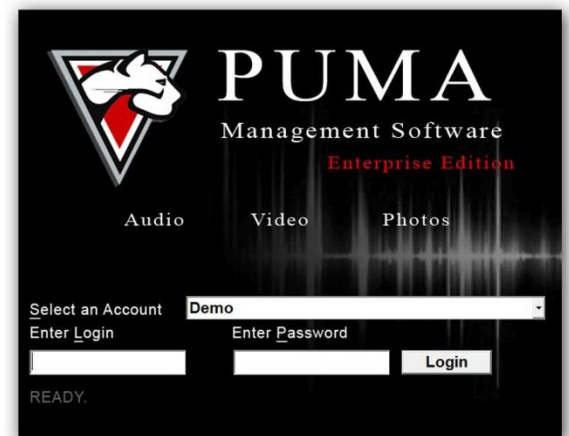 PUMA
Management Software
Enterprise Edition
Audio Video Photos
Select an Account Demo
Enter Login Enter Password
Login
READY.